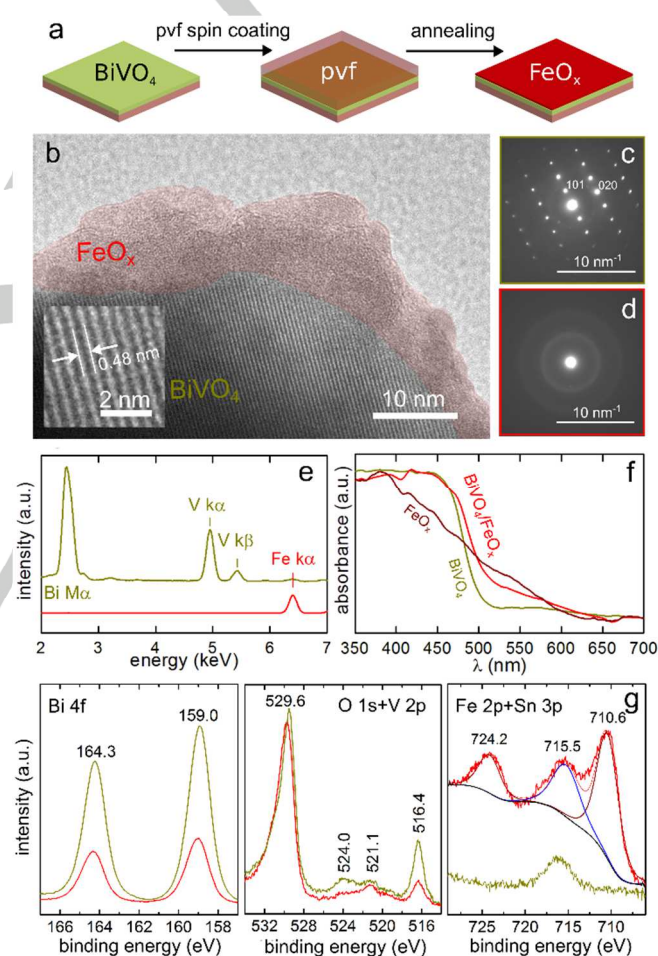 a
pvf spin coating
annealing
BiVO₄
pvf
FeOₓ
b
FeOₓ
0.48 nm
2 nm
BiVO₄
10 nm
c
101 020
10 nm⁻¹
d
10 nm⁻¹
e
intensity (a.u.)
V kα
V kβ
Fe kα
Bi Mα
2 3 4 5 6 7
energy (keV)
f
absorbance (a.u.)
BiVO₄/FeOₓ
FeOₓ
BiVO₄
350 400 450 500 550 600 650 700
λ (nm)
g
intensity (a.u.)
Bi 4f
159.0
164.3
166 164 162 160 158
binding energy (eV)
529.6
O 1s+V 2p
516.4
524.0
521.1
534 529 524 519 514
binding energy (eV)
Fe 2p+Sn 3p
724.2
715.5
710.6
725 720 715 710
binding energy (eV)